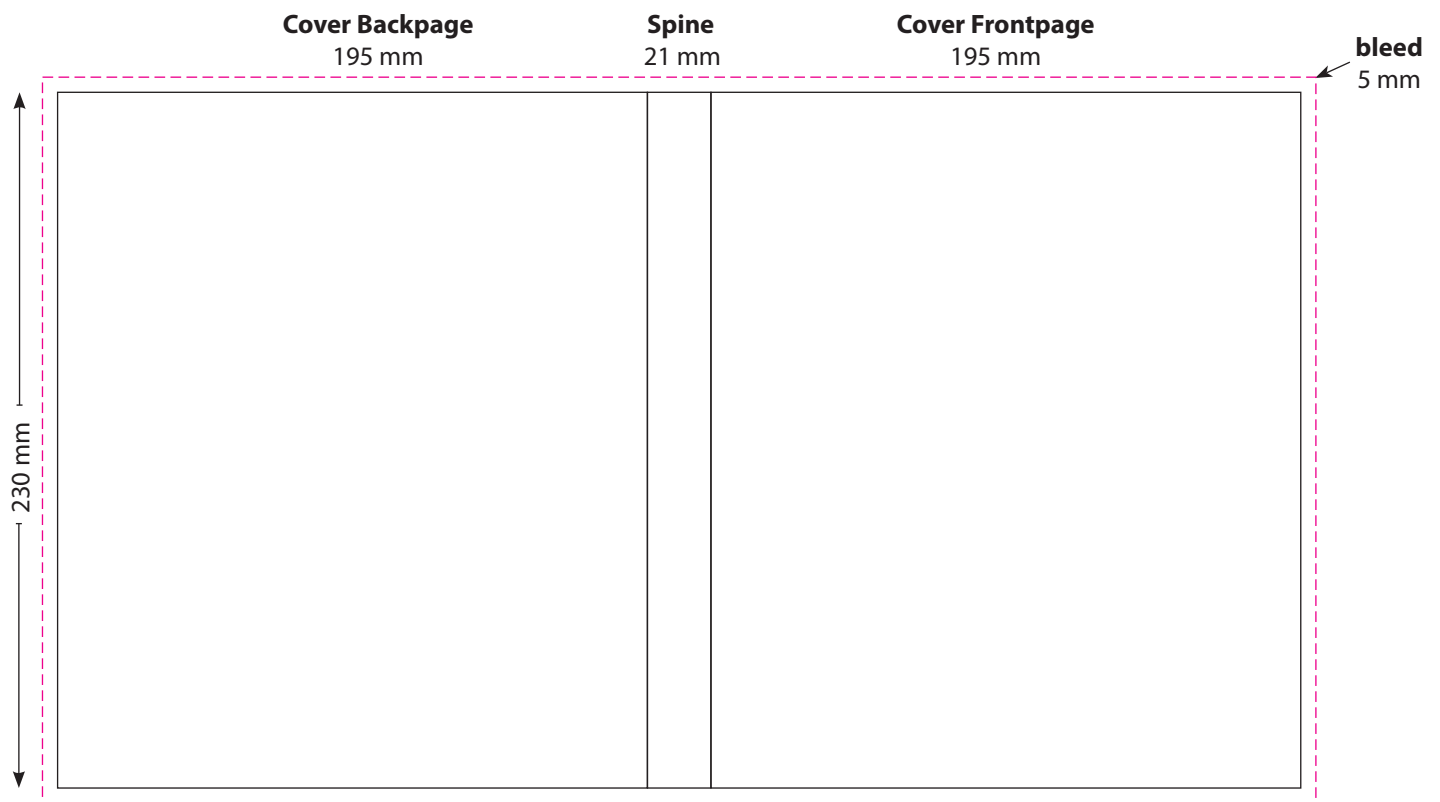 Cover Backpage
195 mm
Spine
21 mm
Cover Frontpage
195 mm
bleed
5 mm
230 mm